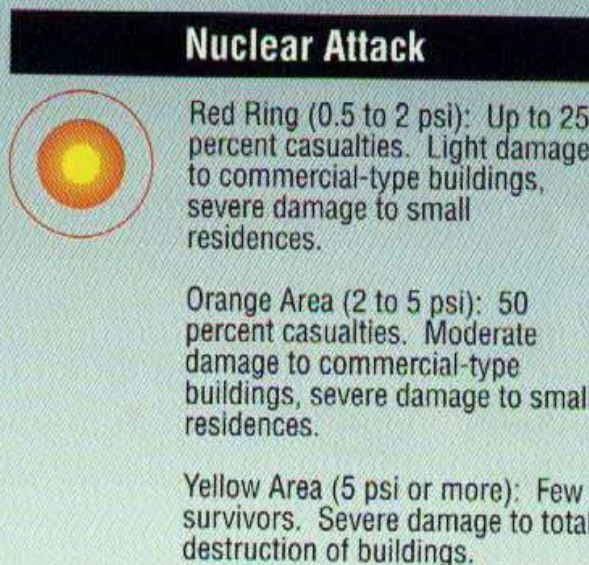 Nuclear Attack
Red Ring (0.5 to 2 psi): Up to 25
percent casualties. Light damage
to commercial-type buildings,
severe damage to small
residences.
Orange Area (2 to 5 psi): 50
percent casualties. Moderate
damage to commercial-type
buildings, severe damage to small
residences.
Yellow Area (5 psi or more): Few
survivors. Severe damage to total
destruction of buildings.